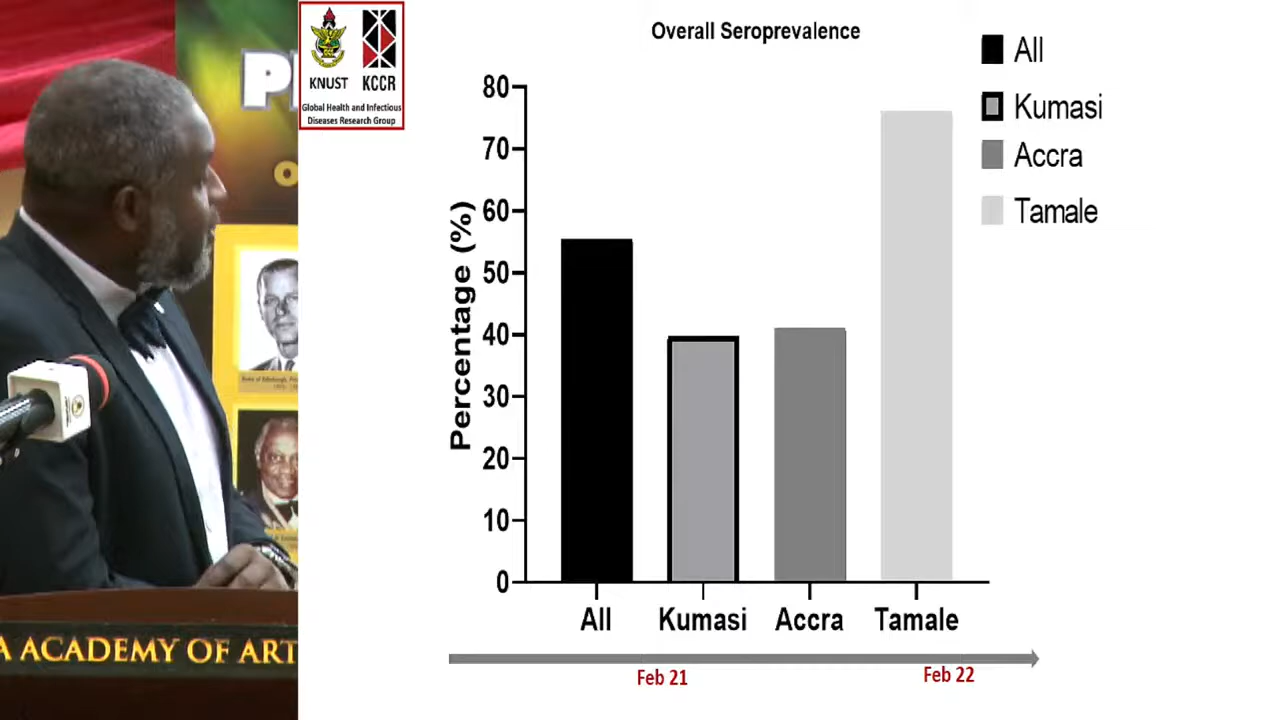 P
O
KNUST KCCR
Global Health and Infectious
Diseases Research Group
A ACADEMY OF ART
Overall Seroprevalence
Percentage (%)
80
70
60
50
40
30
20
10
0
All
Kumasi
Accra
Tamale
All Kumasi Accra Tamale
Feb 21
Feb 22